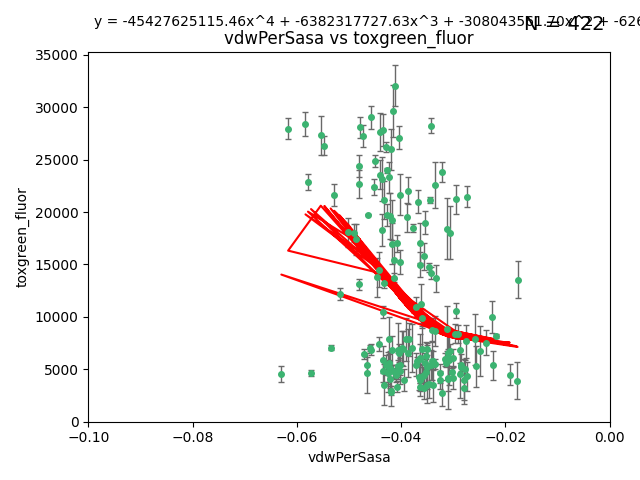 y = -45427625115.46x^4 + -6382317727.63x^3 + -308043
N = 422
vdwPerSasa vs toxgreen_fluor
35000
30000
25000
20000
15000
10000
5000
0
toxgreen_fluor
−0.10
−0.08
−0.06
−0.04
−0.02
0.00
vdwPerSasa